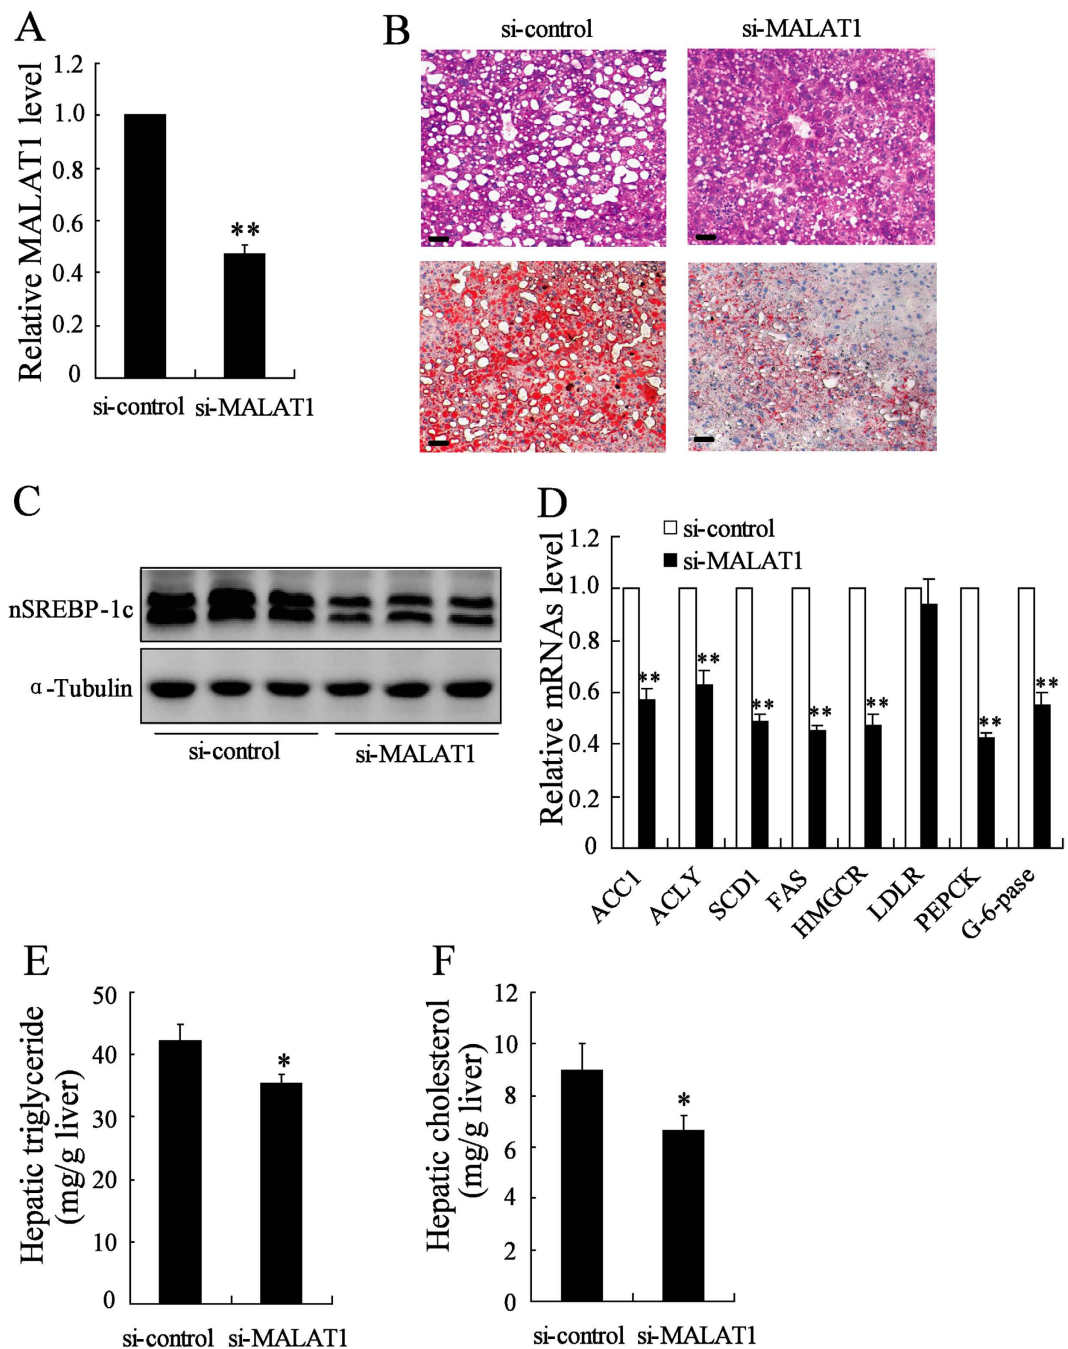 A
Relative MALAT1 level
1.2
1.0
0.8
0.6
0.4
0.2
0
**
si-control
si-MALAT1
B
si-control
si-MALAT1
C
nSREBP-1c
α-Tubulin
si-control
si-MALAT1
D
si-control
si-MALAT1
Relative mRNAs level
1.2
1.0
0.8
0.6
0.4
0.2
0
**
**
**
**
**
**
**
ACC1
ACLY
SCD1
FAS
HMGCR
LDLR
PEPCK
G-6-pase
E
Hepatic triglyceride
(mg/g liver)
50
40
30
20
10
0
*
si-control
si-MALAT1
F
Hepatic cholesterol
(mg/g liver)
12
10
8
6
4
2
0
*
si-control
si-MALAT1